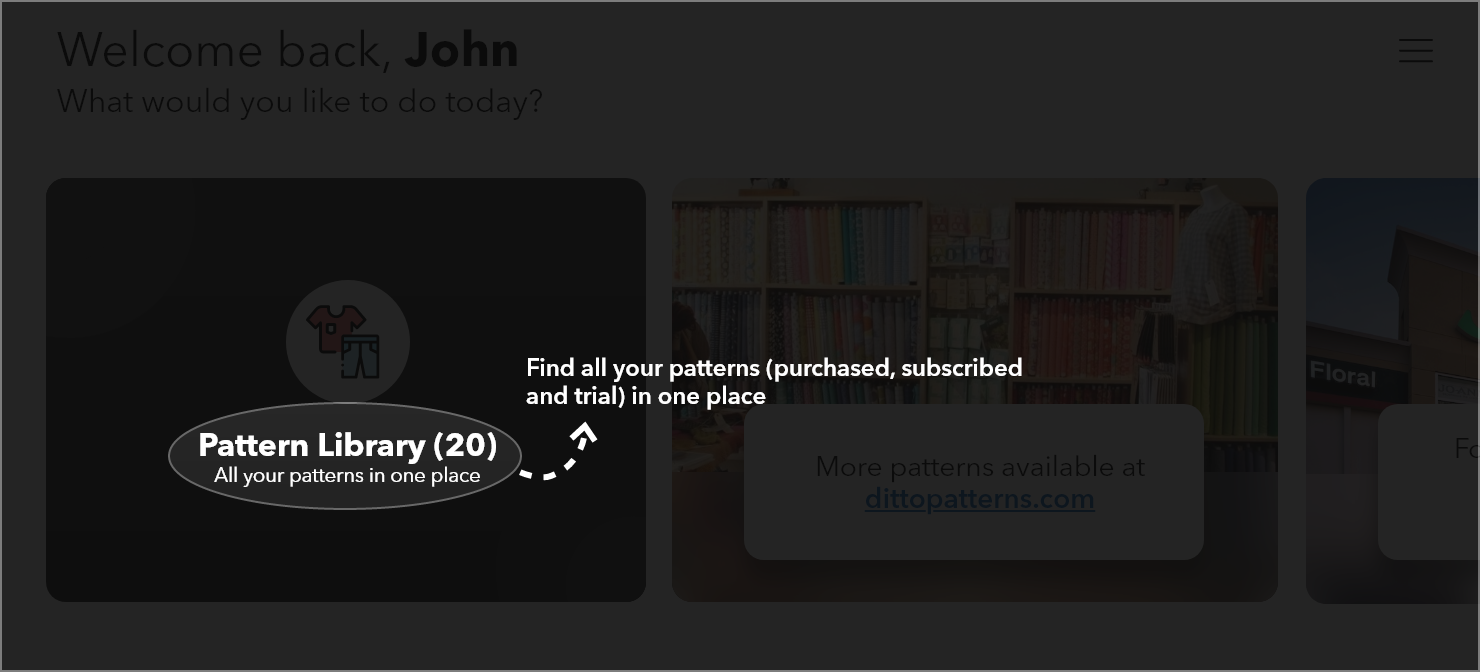 Welcome back, John
What would you like to do today?
Find all your patterns (purchased, subscribed
and trial) in one place
Pattern Library (20)
All your patterns in one place
More patterns available at
dittopatterns.com
Floral
Fo